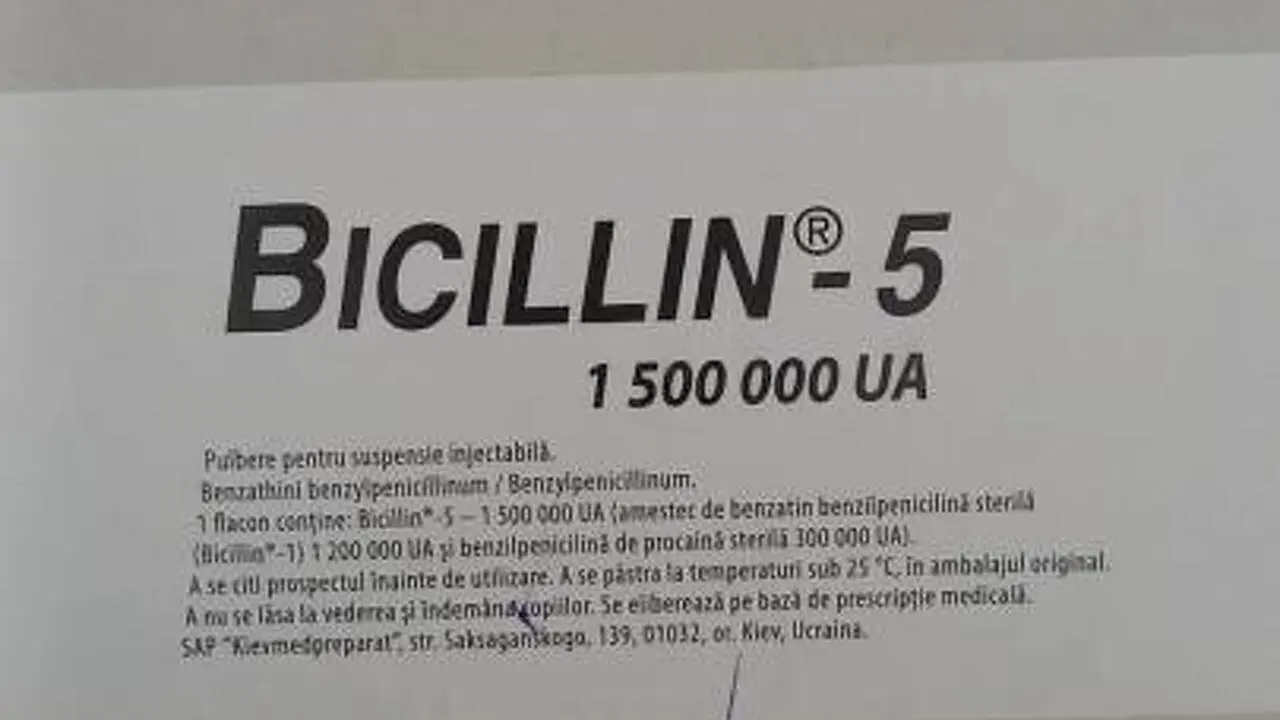 BICILLIN®- 5
1 500 000 UA
Pulbere pentru suspensie injectabilă.
Benzathini benzylpenicillinum / Benzylpenicillinum.
1 flacon conţine: Bicillin®-5 – 1 500 000 UA (amestec de benzatin benzilpenicilină sterilă
(Bicillin®-1) 1 200 000 UA şi benzilpenicilină de procaină sterilă 300 000 UA).
A se citi prospectul înainte de utilizare. A se păstra la temperaturi sub 25 °C, în ambalajul original.
A nu se lăsa la vederea şi îndemâna copiilor. Se eliberează pe bază de prescripţie medicală.
SAP "Kievmedpreparat", str. Saksaganskogo, 139, 01032, or. Kiev, Ucraina.